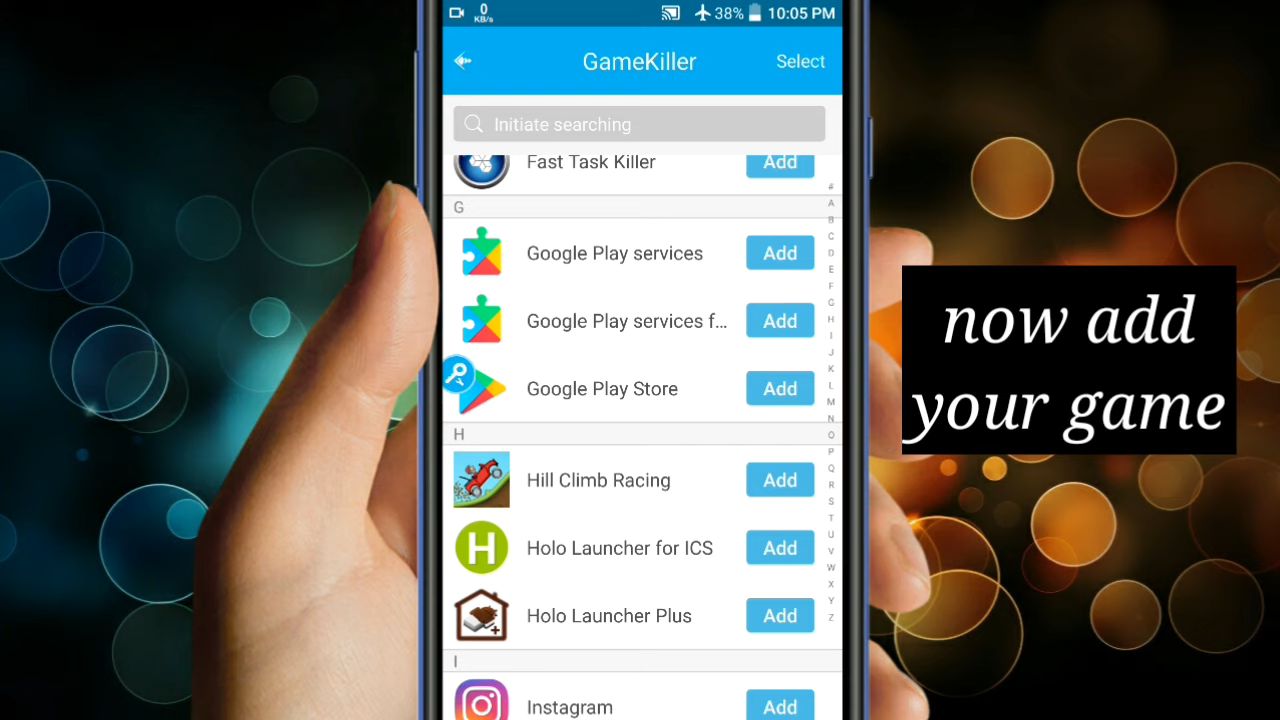 0
KB/s
38%
10:05 PM
GameKiller
Select
Initiate searching
Fast Task Killer
Add
G
Google Play services
Add
Google Play services f...
Add
Google Play Store
Add
H
Hill Climb Racing
Add
H
Holo Launcher for ICS
Add
Holo Launcher Plus
Add
I
Instagram
Add
#
A
B
C
D
E
F
G
H
I
J
K
L
M
N
O
P
Q
R
S
T
U
V
W
X
Y
Z
now add
your game